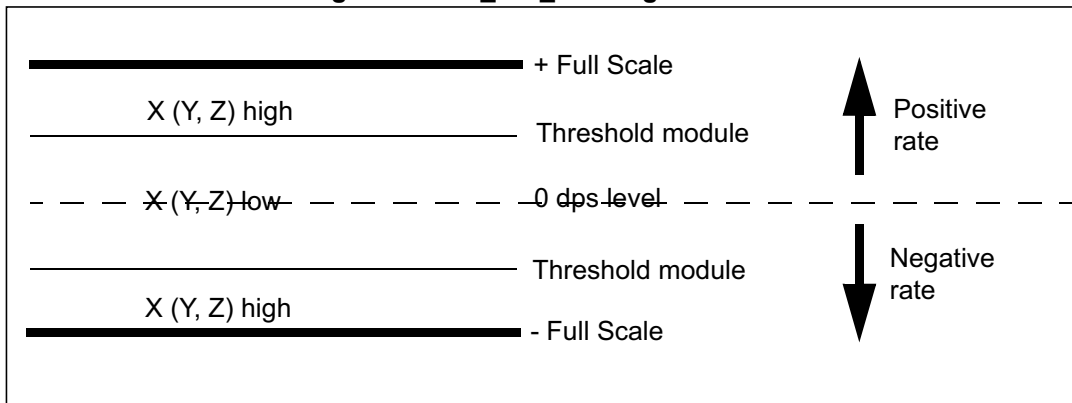 + Full Scale
X (Y, Z) high
Threshold module
Positive
rate
X (Y, Z) low
0 dps level
Threshold module
Negative
rate
X (Y, Z) high
- Full Scale